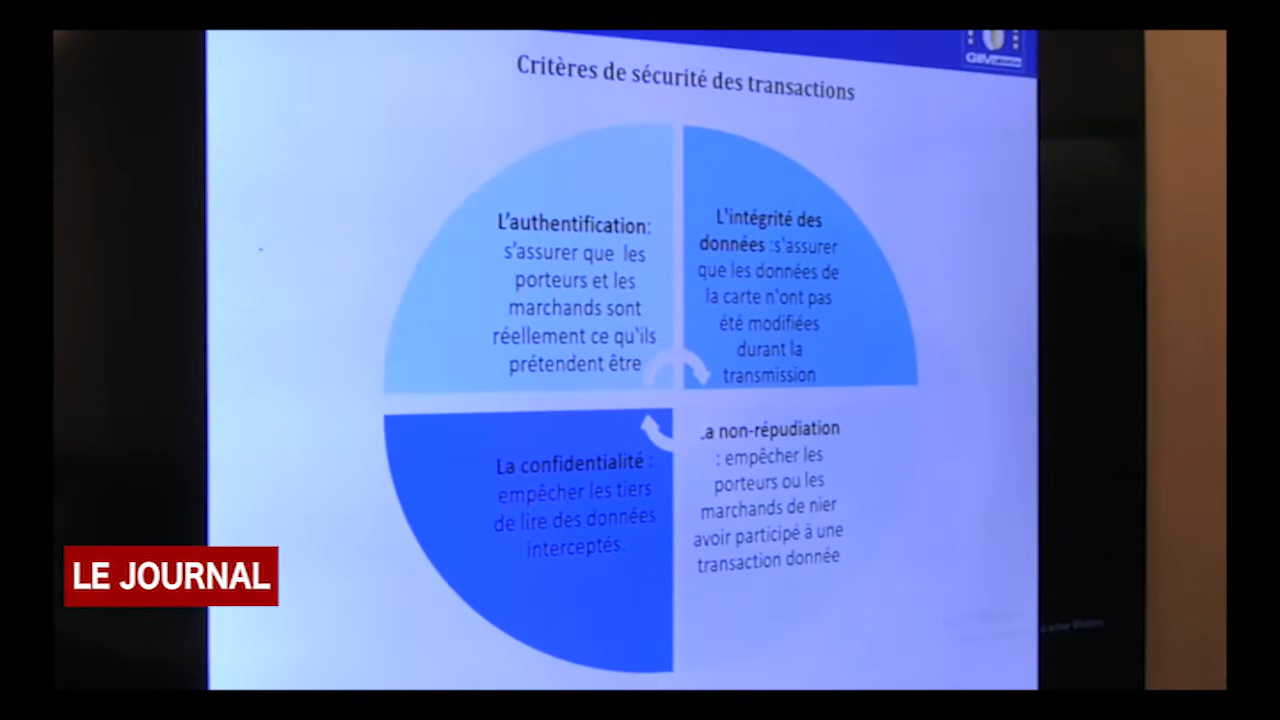 GIM
Critères de sécurité des transactions
L'authentification:
s'assurer que les
porteurs et les
marchands sont
réellement ce qu'ils
prétendent être
L'intégrité des
données :s'assurer
que les données de
la carte n'ont pas
été modifiées
durant la
transmission
La confidentialité :
empêcher les tiers
de lire des données
interceptés.
La non-répudiation
: empêcher les
porteurs ou les
marchands de nier
avoir participé à une
transaction donnée
LE JOURNAL